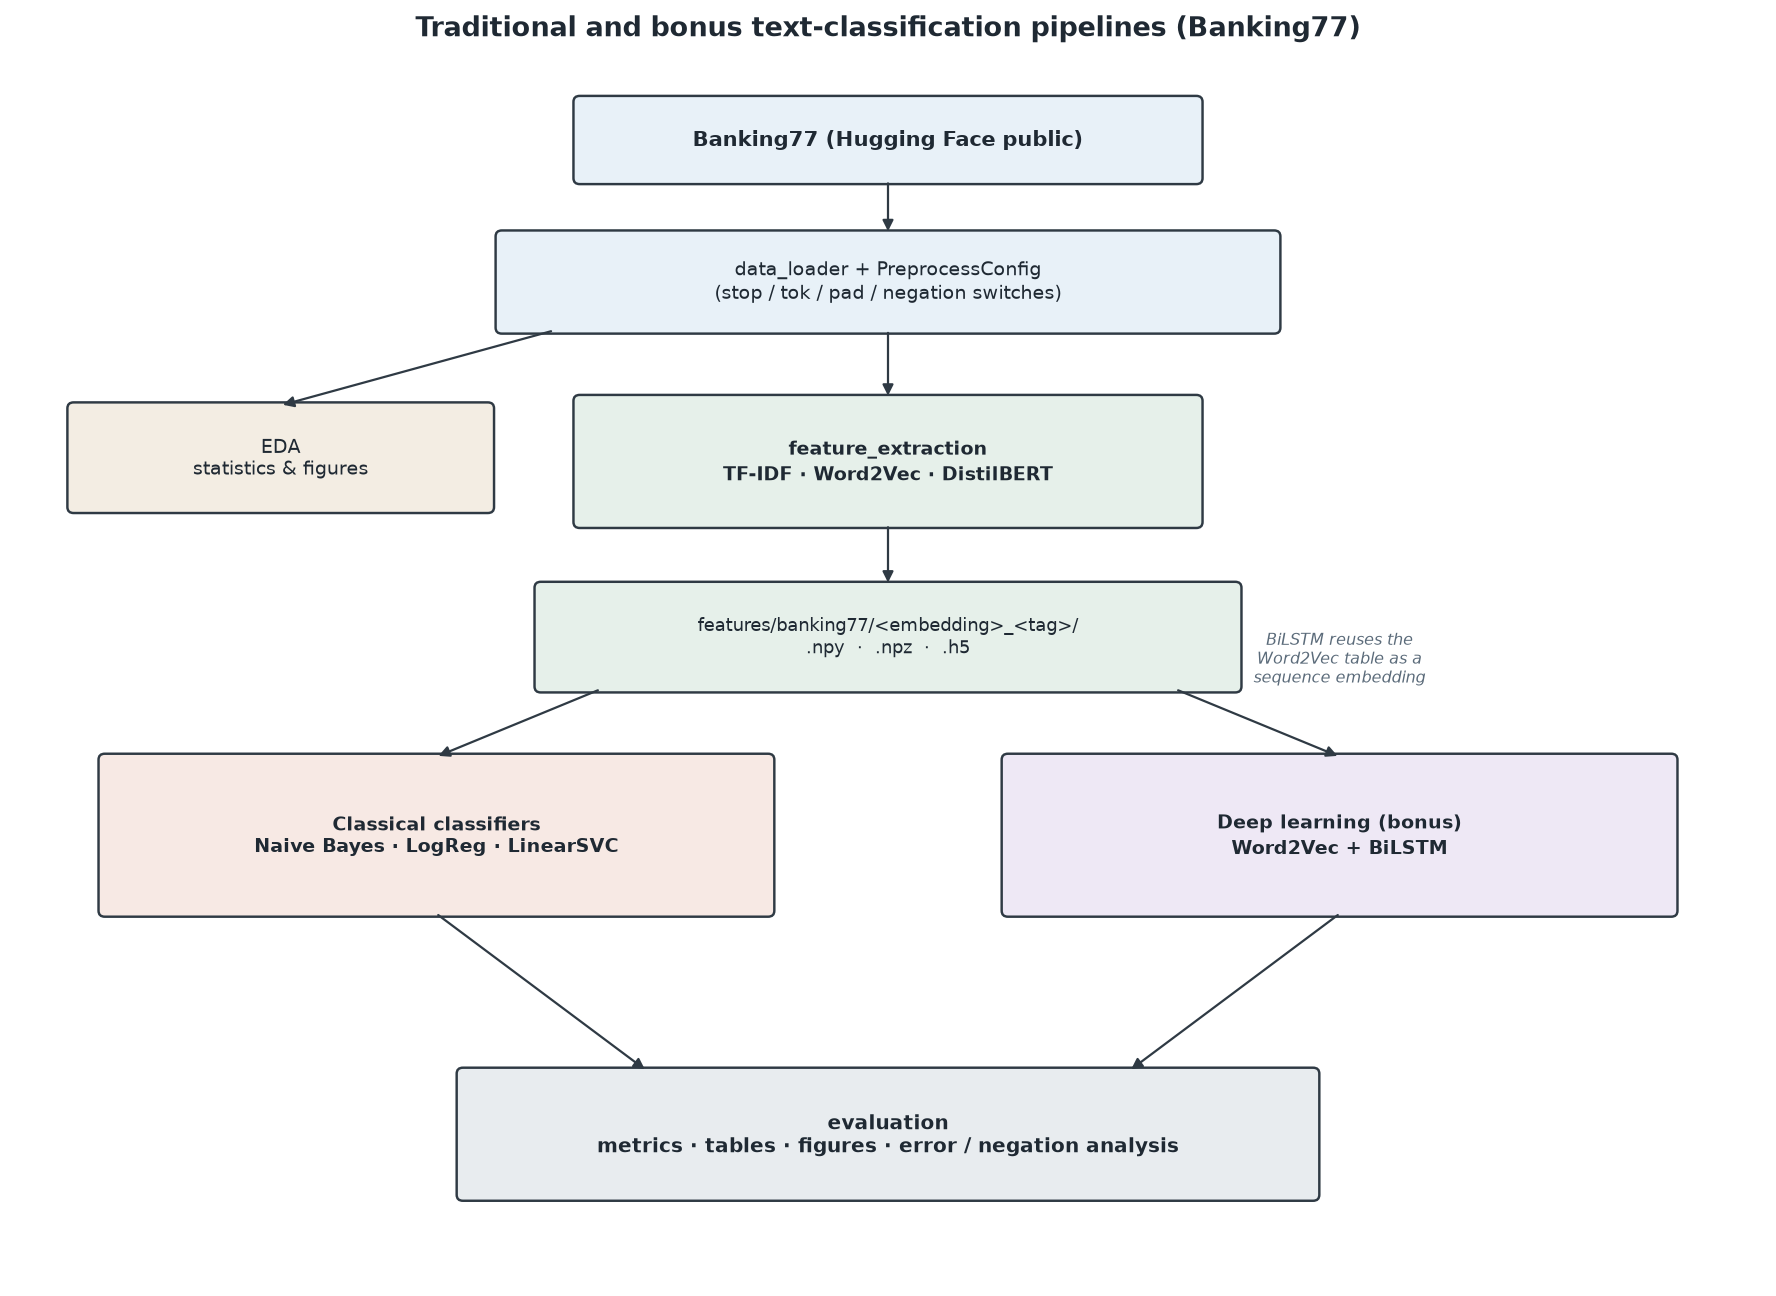 Traditional and bonus text-classification pipelines (Banking77)
Banking77 (Hugging Face public)
data_loader + PreprocessConfig
(stop / tok / pad / negation switches)
EDA
statistics & figures
feature_extraction
TF-IDF · Word2Vec · DistilBERT
features/banking77/<embedding>_<tag>/
.npy · .npz · .h5
BiLSTM reuses the
Word2Vec table as a
sequence embedding
Classical classifiers
Naive Bayes · LogReg · LinearSVC
Deep learning (bonus)
Word2Vec + BiLSTM
evaluation
metrics · tables · figures · error / negation analysis